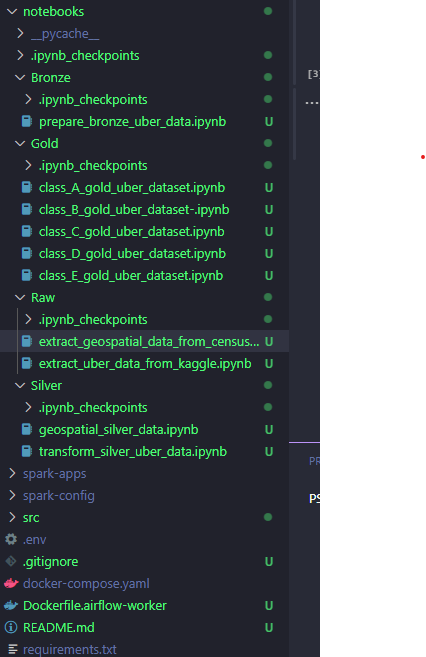 notebooks
__pycache__
.ipynb_checkpoints
Bronze
.ipynb_checkpoints
prepare_bronze_uber_data.ipynb U
Gold
.ipynb_checkpoints
class_A_gold_uber_dataset.ipynb U
class_B_gold_uber_dataset-.ipynb U
class_C_gold_uber_dataset.ipynb U
class_D_gold_uber_dataset.ipynb U
class_E_gold_uber_dataset.ipynb U
Raw
.ipynb_checkpoints
extract_geospatial_data_from_census... U
extract_uber_data_from_kaggle.ipynb U
Silver
.ipynb_checkpoints
geospatial_silver_data.ipynb U
transform_silver_uber_data.ipynb U
spark-apps
spark-config
src
.env
.gitignore U
docker-compose.yaml
Dockerfile.airflow-worker U
README.md U
requirements.txt
[3]
...
PR
PS